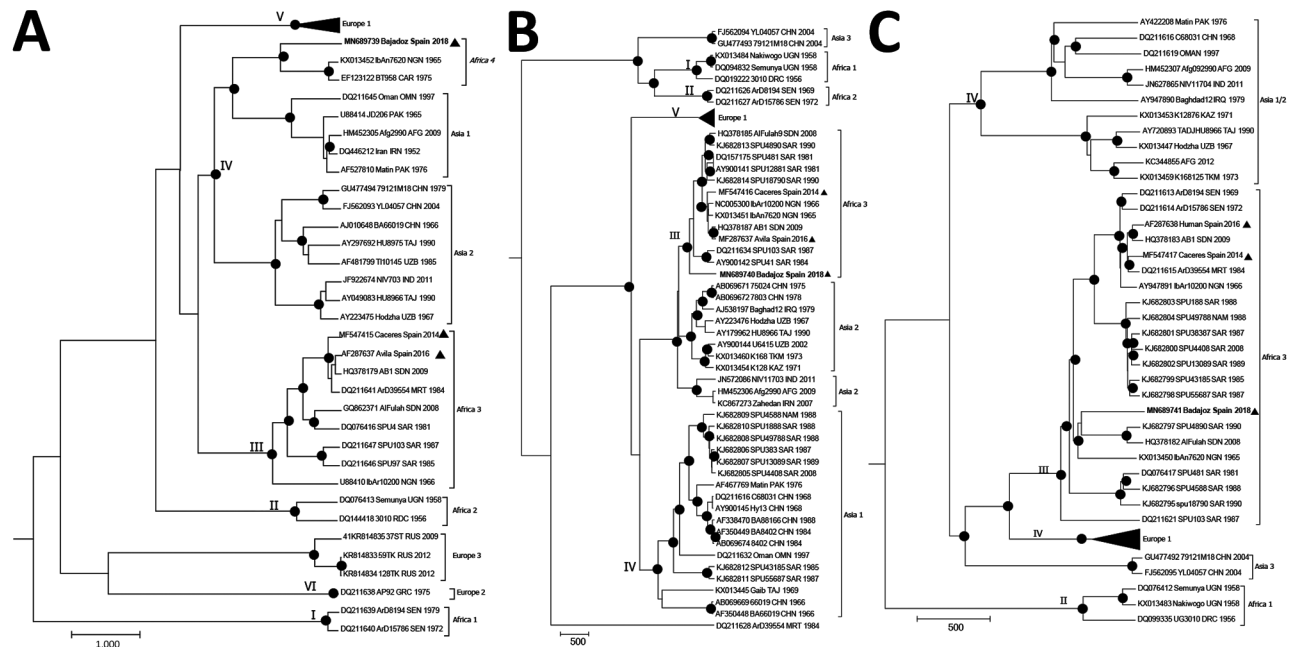 A
V
Europe 1
MN689739 Bajadoz Spain 2018
KX013452 IbAn7620 NGN 1965
EF123122 BT958 CAR 1975
Africa 4
DQ211645 Oman OMN 1997
U88414 JD206 PAK 1965
HM452305 Afg2990 AFG 2009
DQ446212 Iran IRN 1952
AF527810 Matin PAK 1976
Asia 1
IV
GU477494 79121M18 CHN 1979
FJ562093 YL04057 CHN 2004
AJ010648 BA66019 CHN 1966
AY297692 HU8975 TAJ 1990
AF481799 TI10145 UZB 1985
JF922674 NIV703 IND 2011
AY049083 HU8966 TAJ 1990
AY223475 Hodzha UZB 1967
Asia 2
MF547415 Caceres Spain 2014
AF287637 Avila Spain 2016
HQ378179 AB1 SDN 2009
DQ211641 ArD39554 MRT 1984
GQ862371 AlFulah SDN 2008
DQ076416 SPU4 SAR 1981
DQ211647 SPU103 SAR 1987
DQ211646 SPU97 SAR 1985
U88410 IbAr10200 NGN 1966
Africa 3
III
DQ076413 Semunya UGN 1958
DQ144418 3010 RDC 1956
Africa 2
II
41KR814835 37ST RUS 2009
KR814833 59TK RUS 2012
KR814834 128TK RUS 2012
Europe 3
VI
DQ211638 AP92 GRC 1975
Europe 2
I
DQ211639 ArD8194 SEN 1979
DQ211640 ArD15786 SEN 1972
Africa 1
1,000
B
FJ562094 YL04057 CHN 2004
GU477493 79121M18 CHN 2004
Asia 3
KX013484 Nakiwogo UGN 1958
DQ094832 Semunya UGN 1958
DQ019222 3010 DRC 1956
Africa 1
I
DQ211626 ArD8194 SEN 1969
DQ211627 ArD15786 SEN 1972
Africa 2
II
V
Europe 1
HQ378185 AlFulah9 SDN 2008
KJ682813 SPU4890 SAR 1990
DQ157175 SPU481 SAR 1981
AY900141 SPU12881 SAR 1981
KJ682814 SPU18790 SAR 1990
MF547416 Caceres Spain 2014
NC005300 IbAr10200 NGN 1966
KX013451 IbAn7620 NGN 1965
HQ378187 AB1 SDN 2009
MF287637 Avila Spain 2016
DQ211634 SPU103 SAR 1987
AY900142 SPU41 SAR 1984
MN689740 Badajoz Spain 2018
Africa 3
III
AB069671 75024 CHN 1975
AB069672 7803 CHN 1978
AJ538197 Baghad12 IRQ 1979
AY223476 Hodzha UZB 1967
AY179962 HU8966 TAJ 1990
AY900144 U6415 UZB 2002
KX013460 K168 TKM 1973
KX013454 K128 KAZ 1971
Asia 2
JN572086 NIV11703 IND 2011
HM452306 Afg2990 AFG 2009
KC867273 Zahedan IRN 2007
Asia 2
KJ682809 SPU4588 NAM 1988
KJ682810 SPU1888 SAR 1988
KJ682808 SPU49788 SAR 1988
KJ682806 SPU383 SAR 1987
KJ682807 SPU13089 SAR 1989
KJ682805 SPU4408 SAR 2008
AF467769 Matin PAK 1976
DQ211616 C68031 CHN 1968
AY900145 Hy13 CHN 1968
AF338470 BA88166 CHN 1988
AF350449 BA8402 CHN 1984
AB069674 8402 CHN 1984
DQ211632 Oman OMN 1997
KJ682812 SPU43185 SAR 1985
KJ682811 SPU55687 SAR 1987
KX013445 Gaib TAJ 1969
AB069669 66019 CHN 1966
AF350448 BA66019 CHN 1966
Asia 1
IV
DQ211628 ArD39554 MRT 1984
500
C
AY422208 Matin PAK 1976
DQ211616 C68031 CHN 1968
DQ211619 OMAN 1997
HM452307 Afg092990 AFG 2009
JN627865 NIV11704 IND 2011
AY947890 Baghdad12 IRQ 1979
KX013453 K12876 KAZ 1971
AY720893 TADJHU8966 TAJ 1990
KX013447 Hodzha UZB 1967
KC344855 AFG 2012
KX013459 K168125 TKM 1973
Asia 1/2
IV
DQ211613 ArD8194 SEN 1969
DQ211614 ArD15786 SEN 1972
AF287638 Human Spain 2016
HQ378183 AB1 SDN 2009
MF547417 Caceres Spain 2014
DQ211615 ArD39554 MRT 1984
AY947891 IbAr10200 NGN 1966
KJ682803 SPU188 SAR 1988
KJ682804 SPU49788 NAM 1988
KJ682801 SPU38387 SAR 1987
KJ682800 SPU4408 SAR 2008
KJ682802 SPU13089 SAR 1989
KJ682799 SPU43185 SAR 1985
KJ682798 SPU55687 SAR 1987
MN689741 Badajoz Spain 2018
KJ682797 SPU4890 SAR 1990
HQ378182 AlFulah SDN 2008
KX013450 IbAn7620 NGN 1965
DQ076417 SPU481 SAR 1981
KJ682796 SPU4588 SAR 1988
KJ682795 spu18790 SAR 1990
DQ211621 SPU103 SAR 1987
Africa 3
III
IV
Europe 1
GU477492 79121M18 CHN 2004
FJ562095 YL04057 CHN 2004
Asia 3
DQ076412 Semunya UGN 1958
KX013483 Nakiwogo UGN 1958
DQ099335 UG3010 DRC 1956
Africa 1
II
500